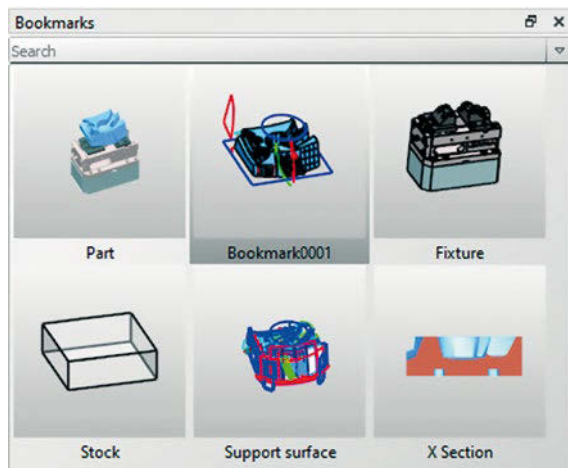 Bookmarks
Search
Part
Bookmark0001
Fixture
Stock
Support surface
X Section